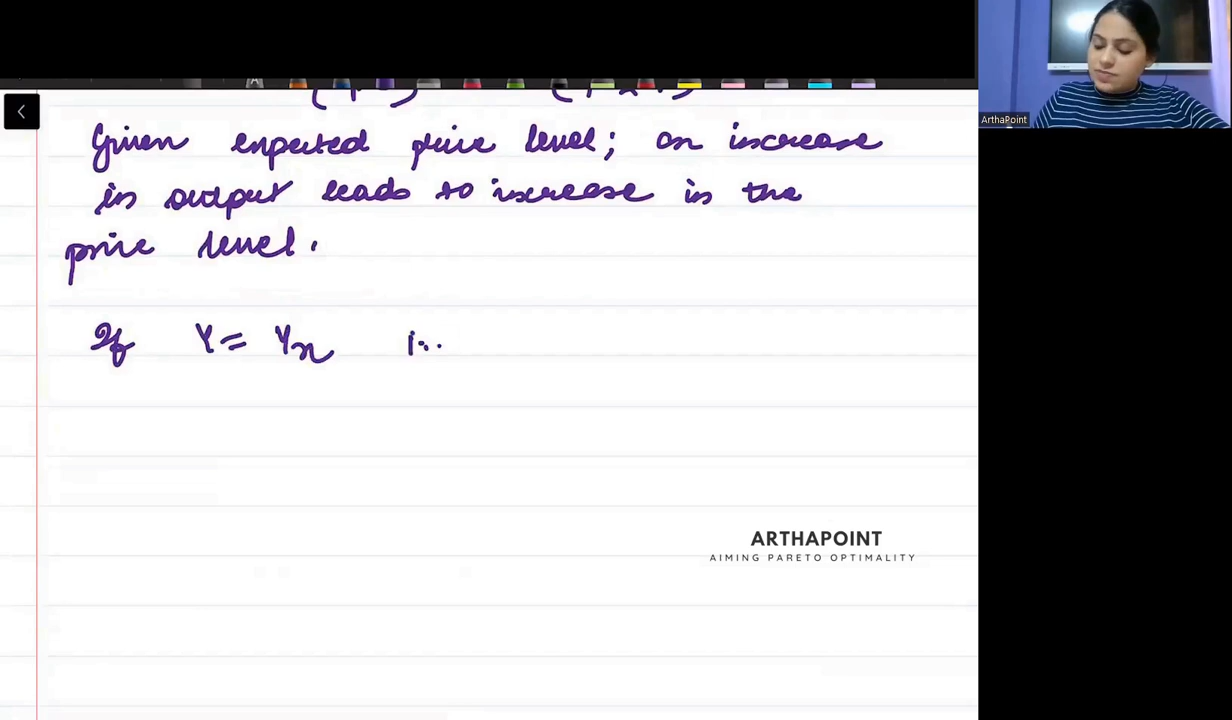 Given expected price level; an increase
in output leads to increase in the
price level.
If Y = Yn
ARTHAPOINT
AIMING PARETO OPTIMALITY
ArthaPoint